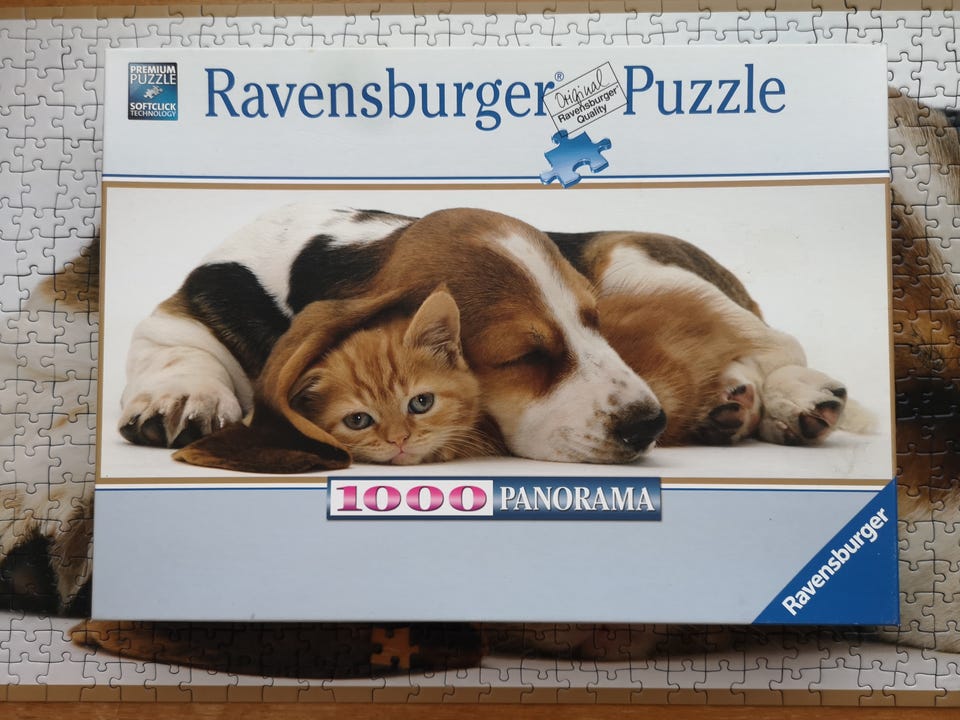 PREMIUM
PUZZLE
SOFTCLICK
TECHNOLOGY
Ravensburger® Puzzle
Original
Ravensburger®
Quality
1000 PANORAMA
Ravensburger